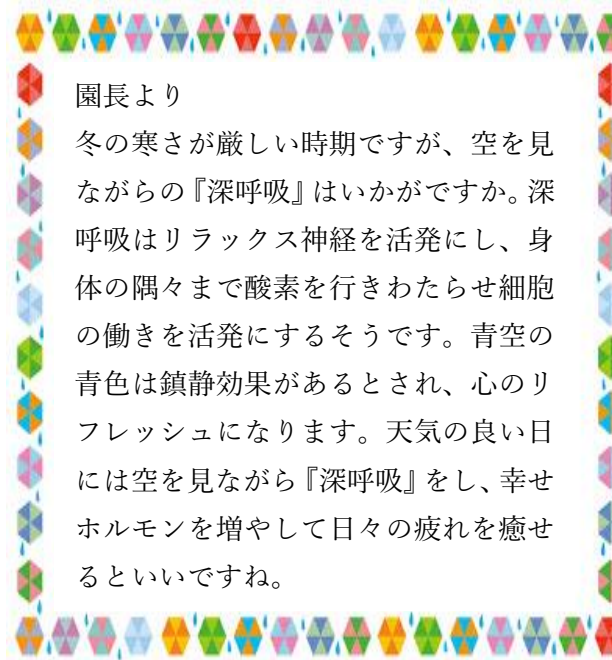 園長より
冬の寒さが厳しい時期ですが、空を見
ながらの『深呼吸』はいかがですか。深
呼吸はリラックス神経を活発にし、身
体の隅々まで酸素を行きわたらせ細胞
の働きを活発にするそうです。青空の
青色は鎮静効果があるとされ、心のリ
フレッシュになります。天気の良い日
には空を見ながら『深呼吸』をし、幸せ
ホルモンを増やして日々の疲れを癒せ
るといいですね。